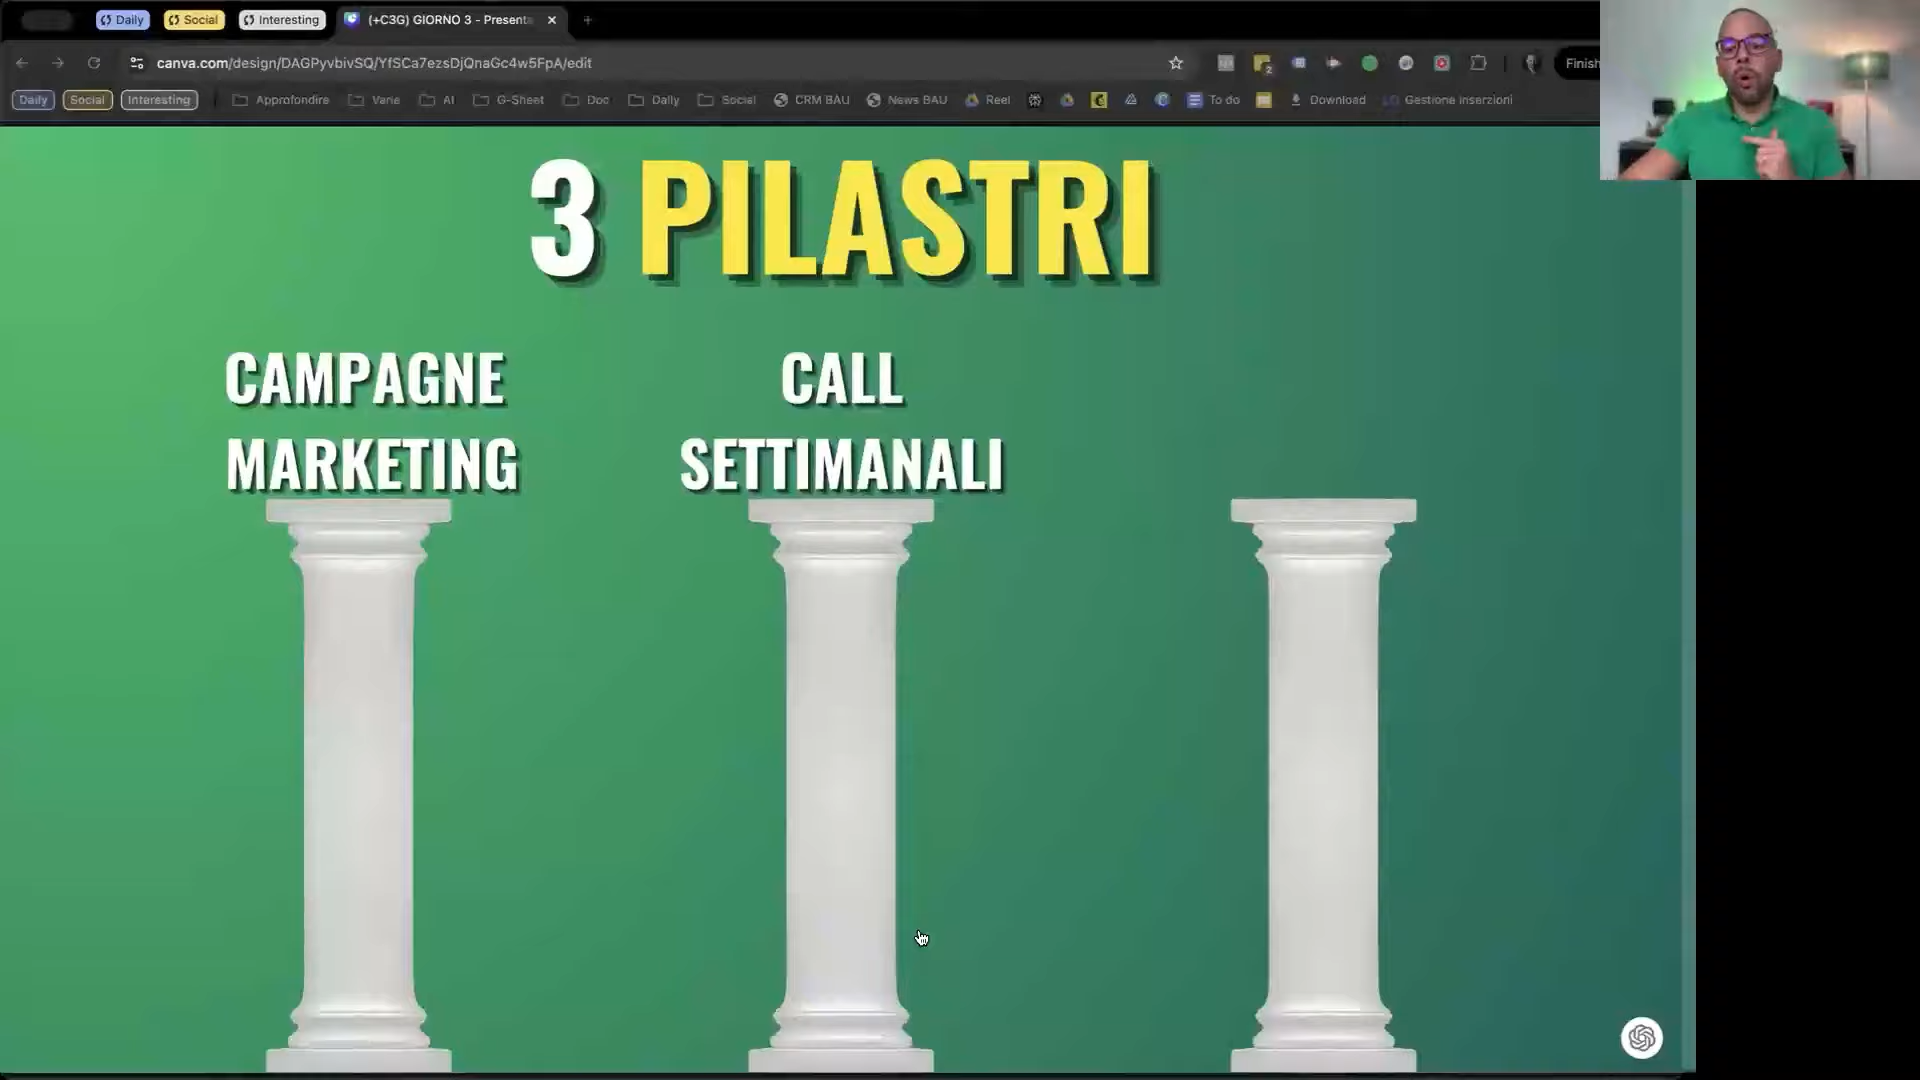 Daily
Social
Interesting
(+C3G) GIORNO 3 - Presenta
canva.com/design/DAGPyvbivSQ/YfSCa7ezsDjQnaGc4w5FpA/edit
2
Finish
Daily
Social
Interesting
Approfondire
Varie
AI
G-Sheet
Doc
Daily
Social
CRM BAU
News BAU
Reel
To do
Download
Gestione Inserzioni
3 PILASTRI
CAMPAGNE
MARKETING
CALL
SETTIMANALI